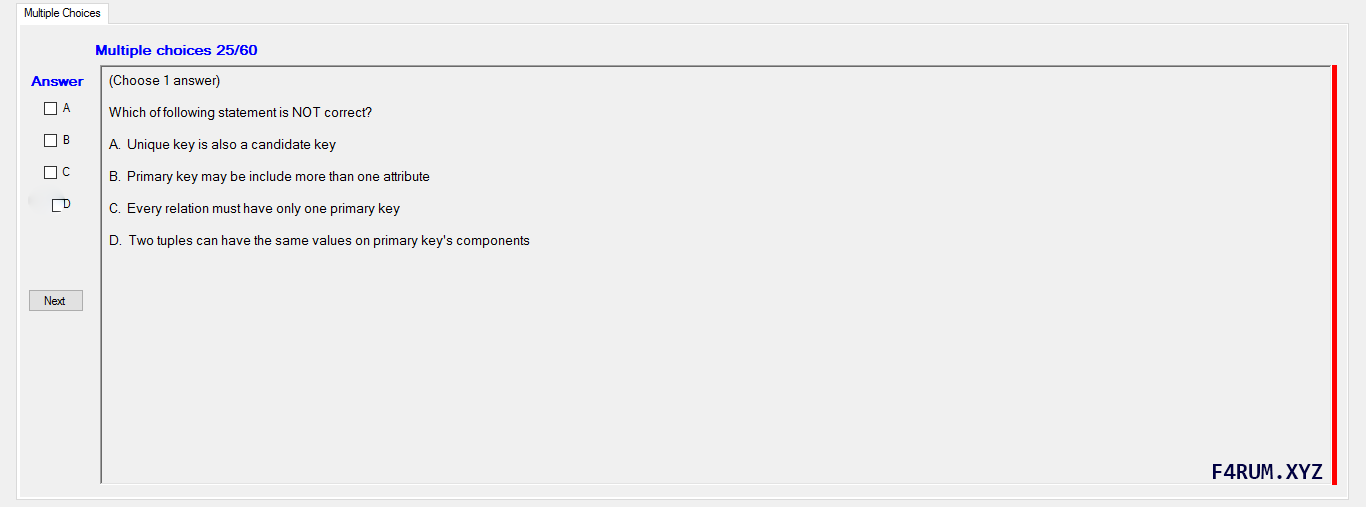 Multiple Choices
Multiple choices 25/60
Answer
A
B
C
D
Next
(Choose 1 answer)
Which of following statement is NOT correct?
A. Unique key is also a candidate key
B. Primary key may be include more than one attribute
C. Every relation must have only one primary key
D. Two tuples can have the same values on primary key's components
F4RUM.XYZ